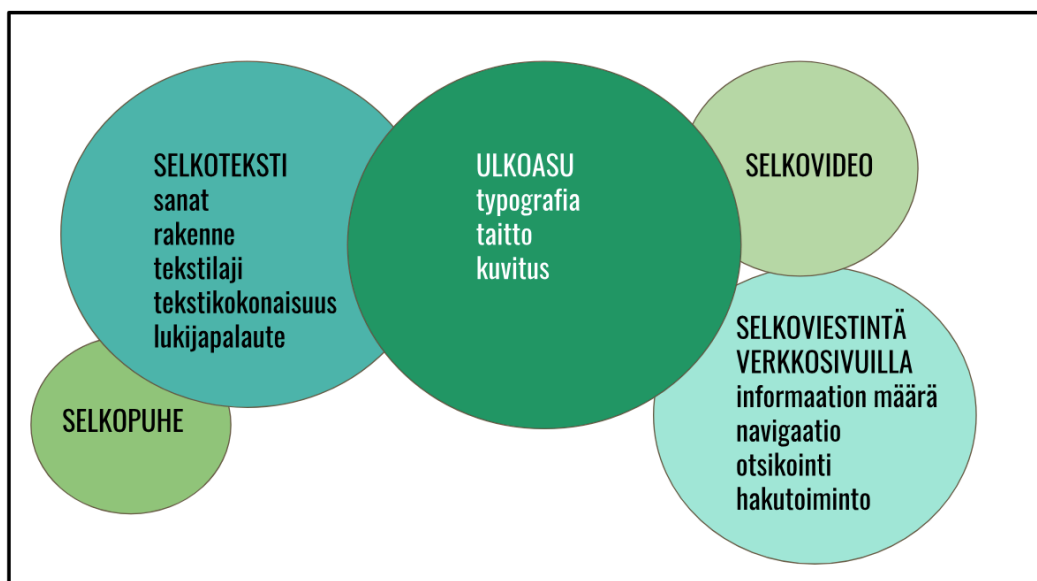 SELKOTEKSTI
sanat
rakenne
tekstilaji
tekstikokonaisuus
lukijapalaute
SELKOPUHE
ULKOASU
typografia
taitto
kuvitus
SELKOVIDEO
SELKOVIESTINTÄ
VERKKOSIVUILLA
informaation määrä
navigaatio
otsikointi
hakutoiminto